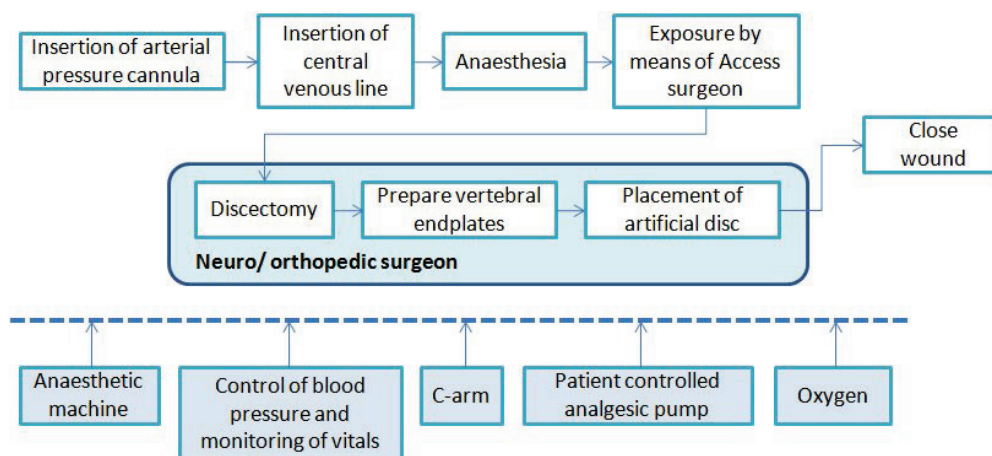 Insertion of arterial
pressure cannula
Insertion of
central
venous line
Anaesthesia
Exposure by
means of Access
surgeon
Close
wound
Discectomy
Prepare vertebral
endplates
Placement of
artificial disc
Neuro/ orthopedic surgeon
Anaesthetic
machine
Control of blood
pressure and
monitoring of vitals
C-arm
Patient controlled
analgesic pump
Oxygen